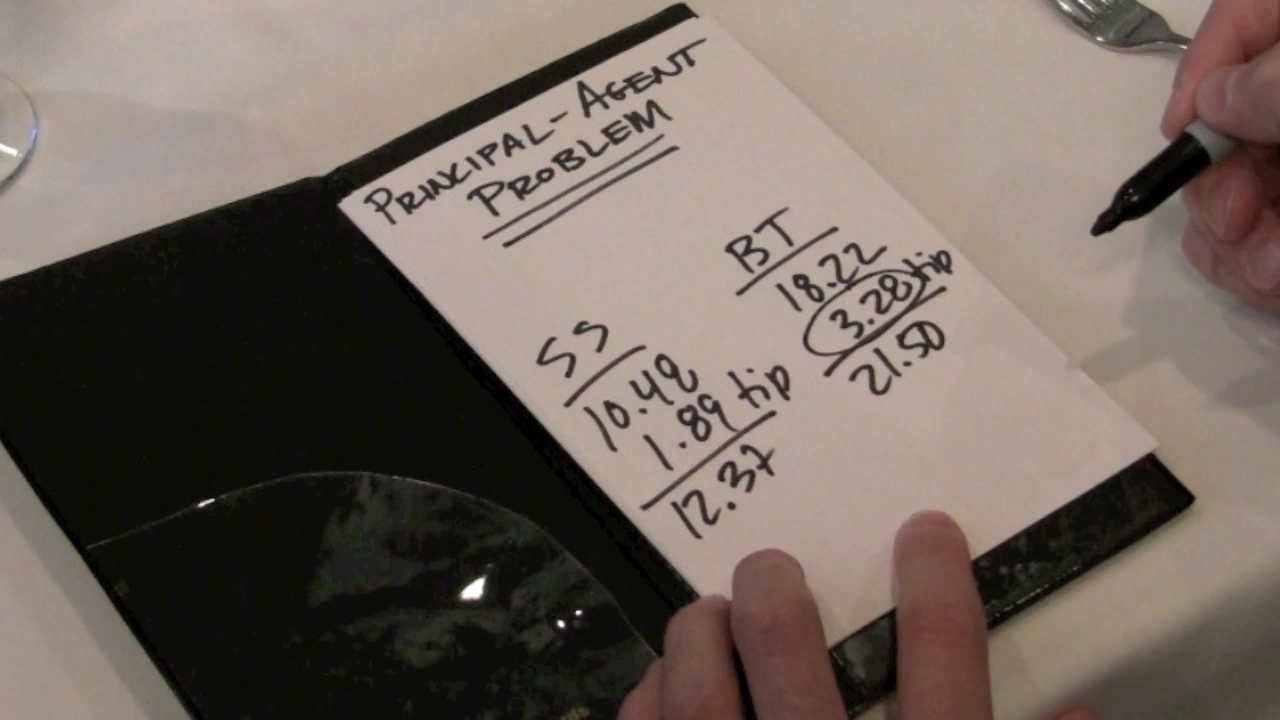 PRINCIPAL-AGENT
PROBLEM
SS
10.48
1.89 tip
12.37
BT
18.22
3.28 tip
21.50